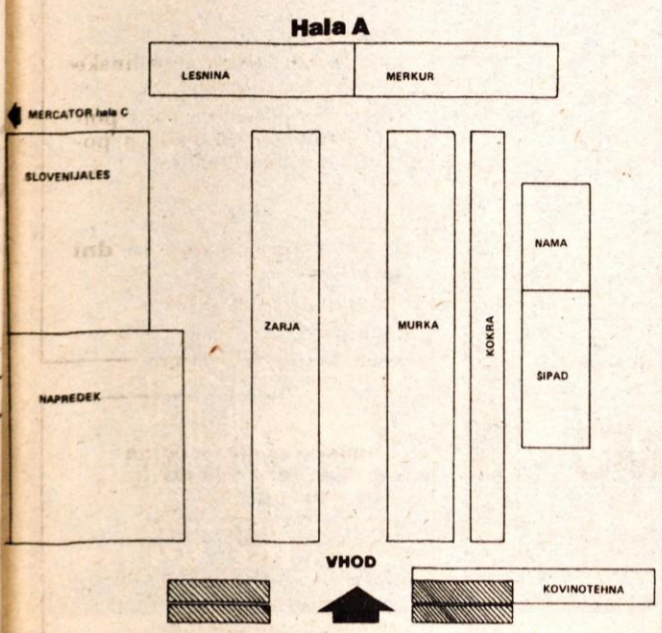 Hala A
LESNINA
MERKUR
MERCATOR hala C
SLOVENIJALES
NAMA
ZARJA
MURKA
KOKRA
ŠIPAD
NAPREDEK
VHOD
KOVINOTEHNA